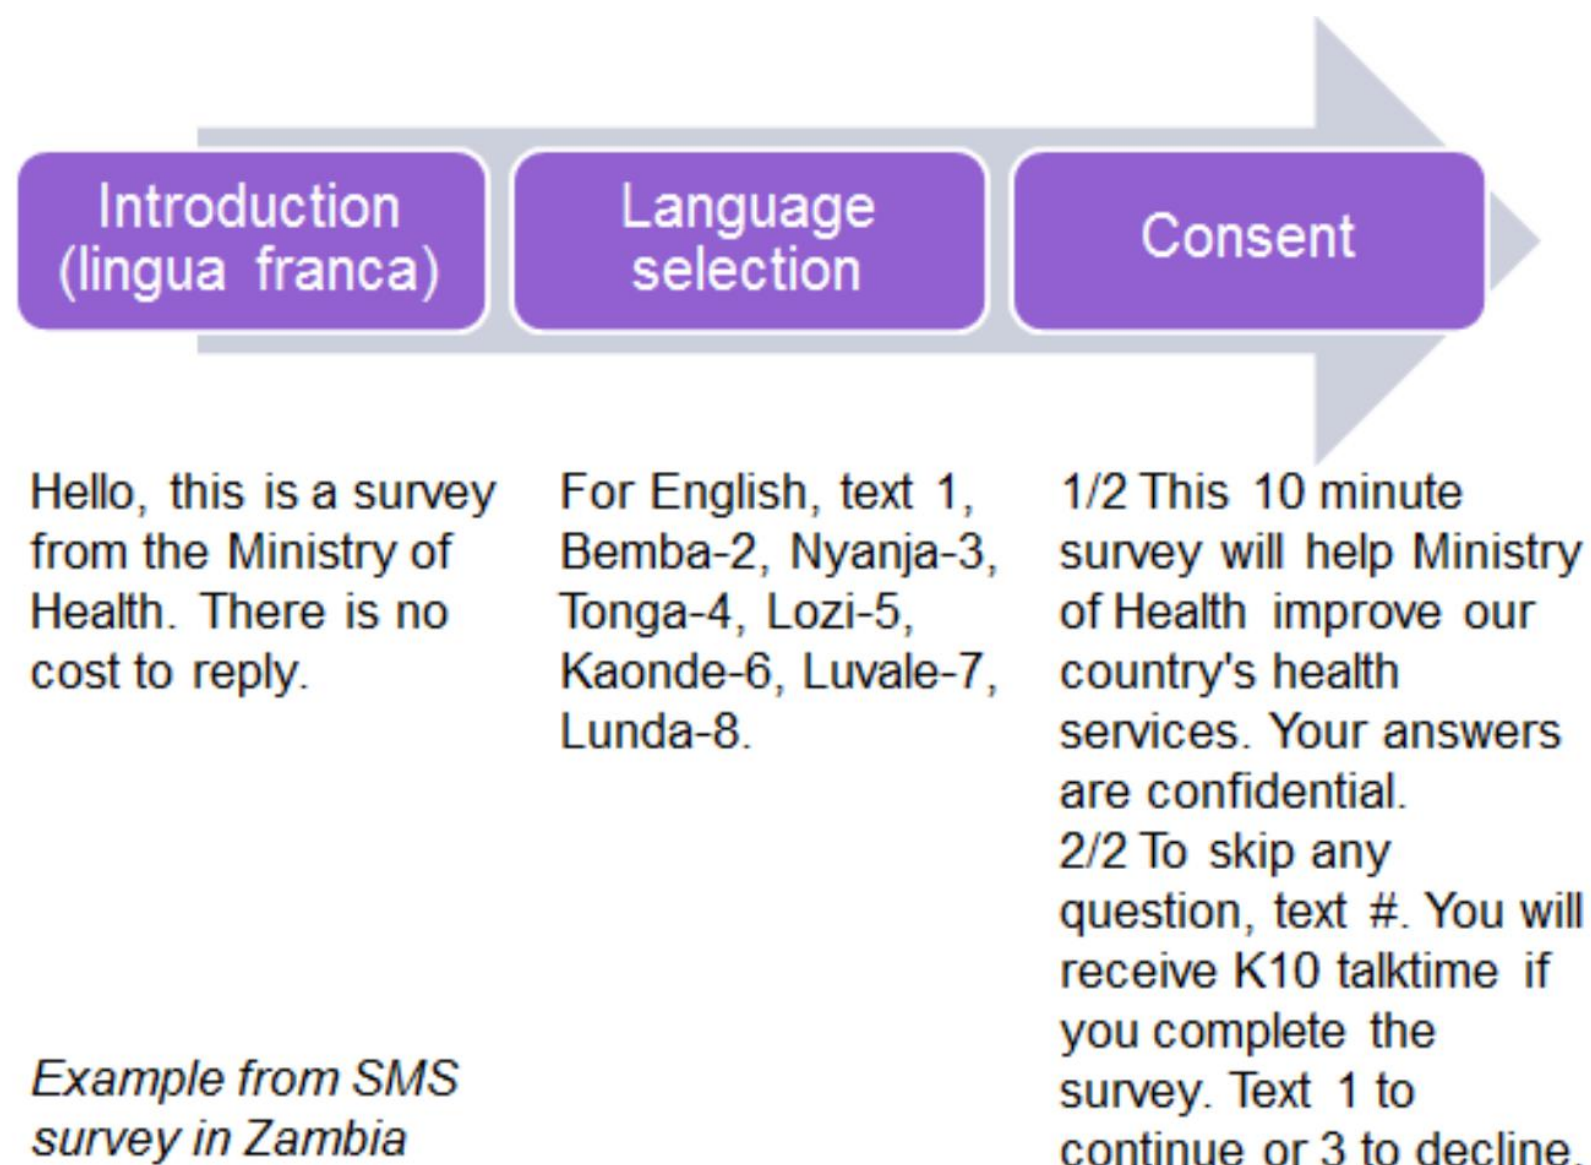 Introduction
(lingua franca)
Language
selection
Consent
Hello, this is a survey
from the Ministry of
Health. There is no
cost to reply.
For English, text 1,
Bemba-2, Nyanja-3,
Tonga-4, Lozi-5,
Kaonde-6, Luvale-7,
Lunda-8.
1/2 This 10 minute
survey will help Ministry
of Health improve our
country's health
services. Your answers
are confidential.
2/2 To skip any
question, text #. You will
receive K10 talktime if
you complete the
survey. Text 1 to
continue or 3 to decline.
Example from SMS
survey in Zambia